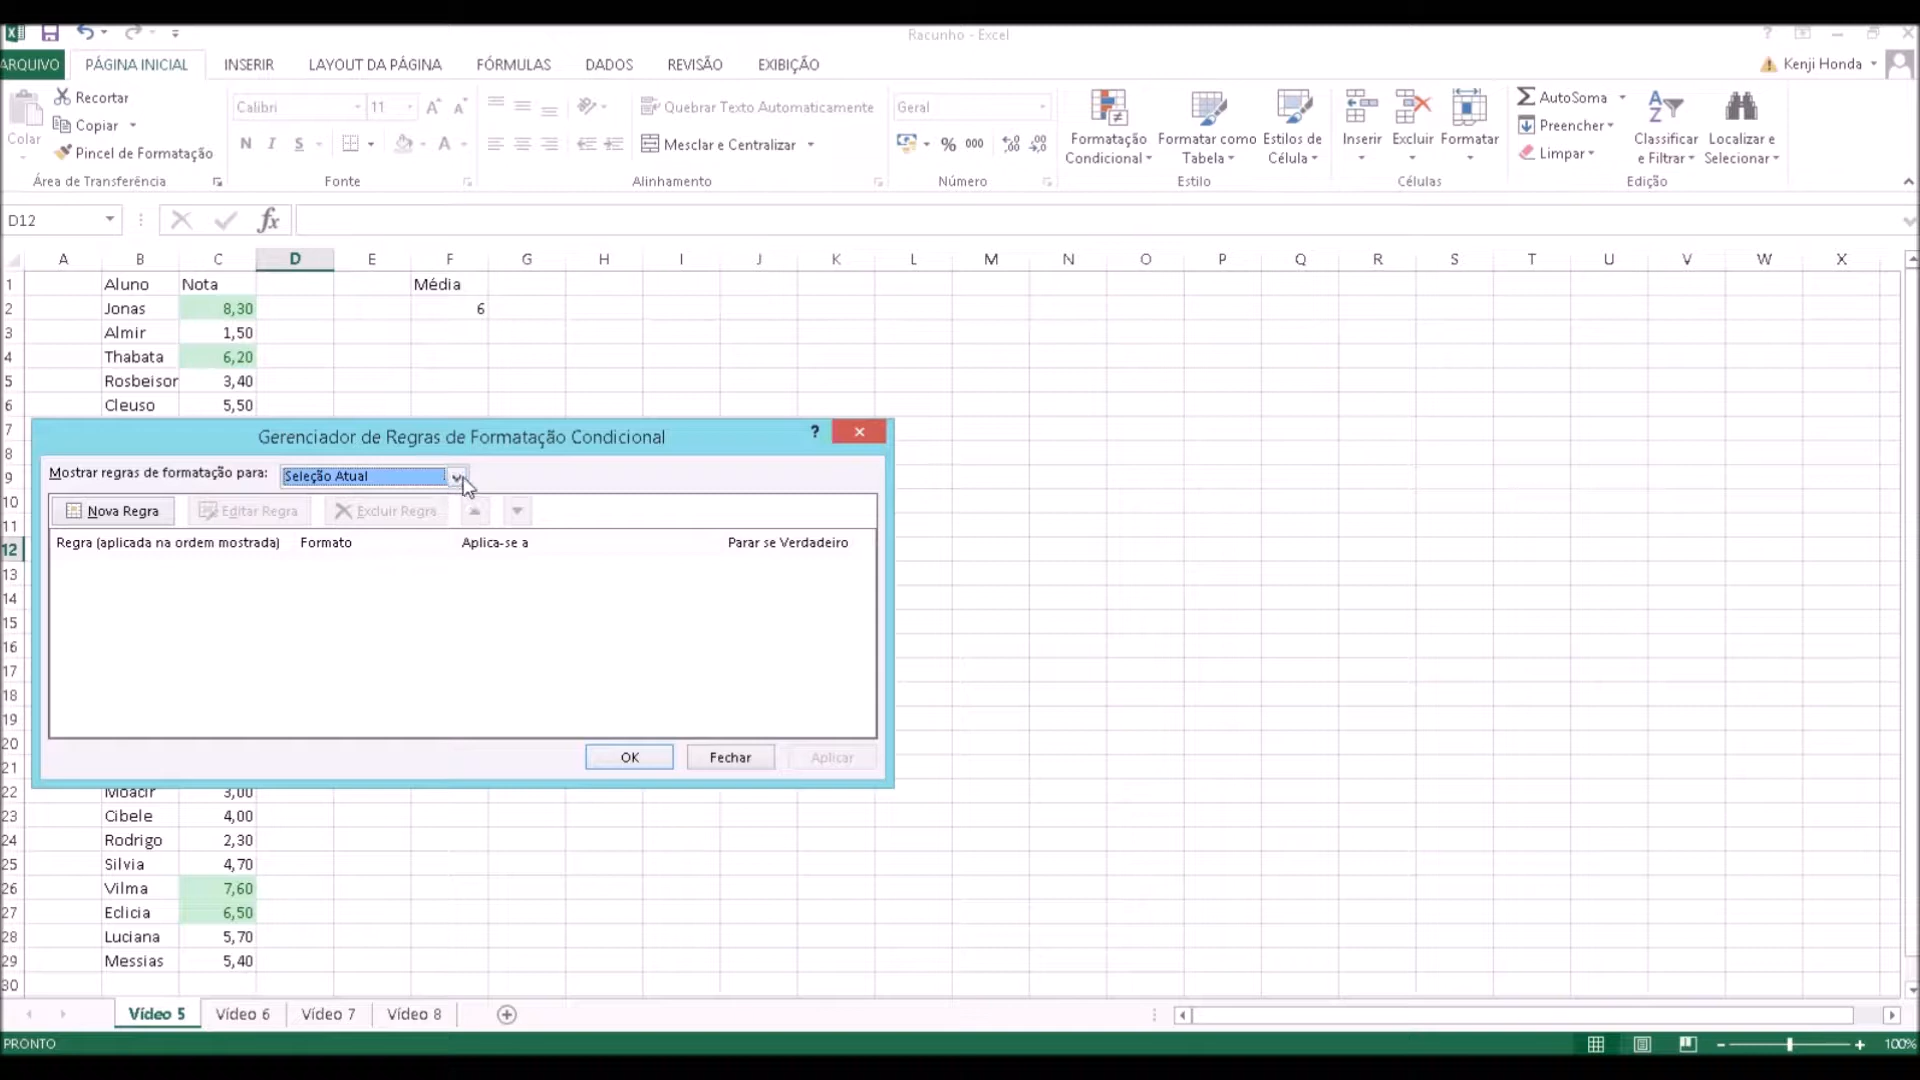 Racunho - Excel
ARQUIVO PÁGINA INICIAL INSERIR LAYOUT DA PÁGINA FÓRMULAS DADOS REVISÃO EXIBIÇÃO Kenji Honda
Recortar
Copiar
Pincel de Formatação
Colar
Área de Transferência
Calibri 11
N I S A
Fonte
Quebrar Texto Automaticamente
Mesclar e Centralizar
Alinhamento
Geral
% 000
Número
Formatação Condicional
Formatar como Tabela
Estilos de Célula
Estilo
Inserir Excluir Formatar
Células
AutoSoma
Preencher
Limpar
Classificar e Filtrar
Localizar e Selecionar
Edição
D12 fx
A B C D E F G H I J K L M N O P Q R S T U V W X
1 Aluno Nota Média
2 Jonas 8,30 6
3 Almir 1,50
4 Thabata 6,20
5 Rosbeisor 3,40
6 Cleuso 5,50
7
8
9
10
11
12
13
14
15
16
17
18
19
20
21
Gerenciador de Regras de Formatação Condicional ?
Mostrar regras de formatação para: Seleção Atual
Nova Regra Editar Regra Excluir Regra
Regra (aplicada na ordem mostrada) Formato Aplica-se a Parar se Verdadeiro
OK Fechar Aplicar
22 Moacir 3,00
23 Cibele 4,00
24 Rodrigo 2,30
25 Silvia 4,70
26 Vilma 7,60
27 Eclicia 6,50
28 Luciana 5,70
29 Messias 5,40
30
Vídeo 5 Vídeo 6 Vídeo 7 Vídeo 8
PRONTO 100%